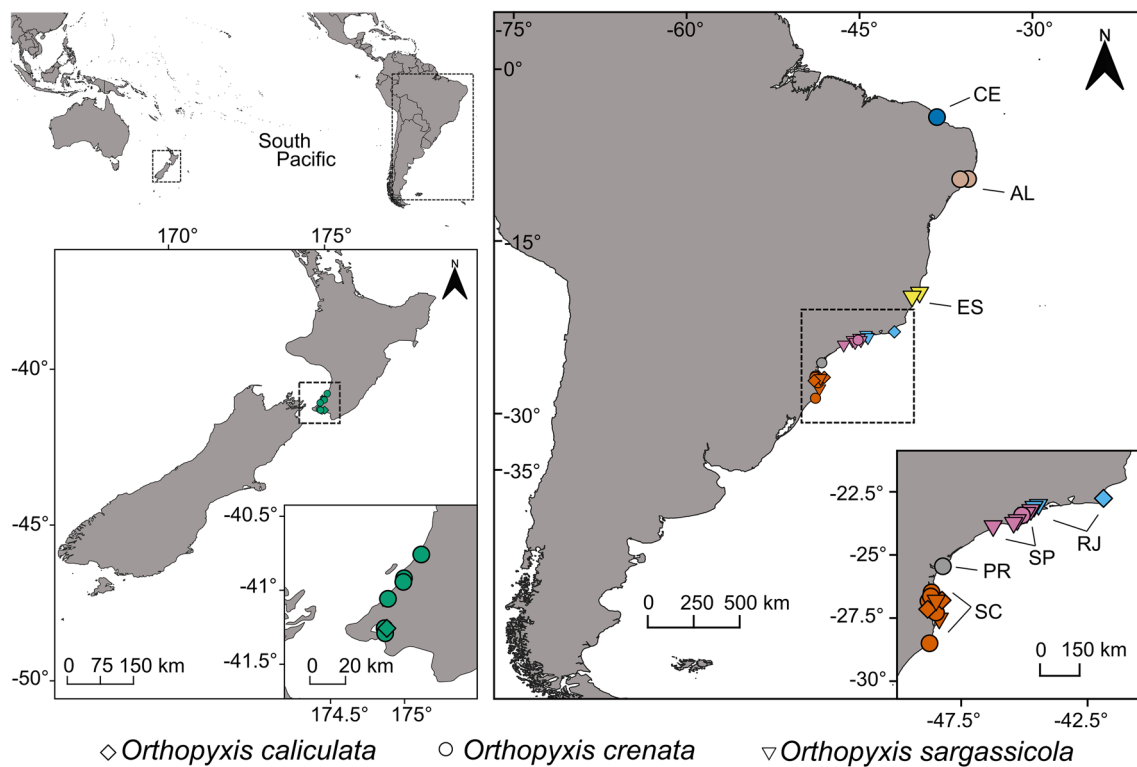 South
Pacific
170° 175°
N
-40°
-45°
-50°
0 75 150 km
-40.5°
-41°
-41.5°
0 20 km
174.5° 175°
-75° -60° -45° -30°
0°
-15°
-30°
-35°
N
CE
AL
ES
0 250 500 km
-22.5°
-25°
-27.5°
-30°
RJ
SP
PR
SC
0 150 km
-47.5° -42.5°
Orthopyxis caliculata Orthopyxis crenata Orthopyxis sargassicola